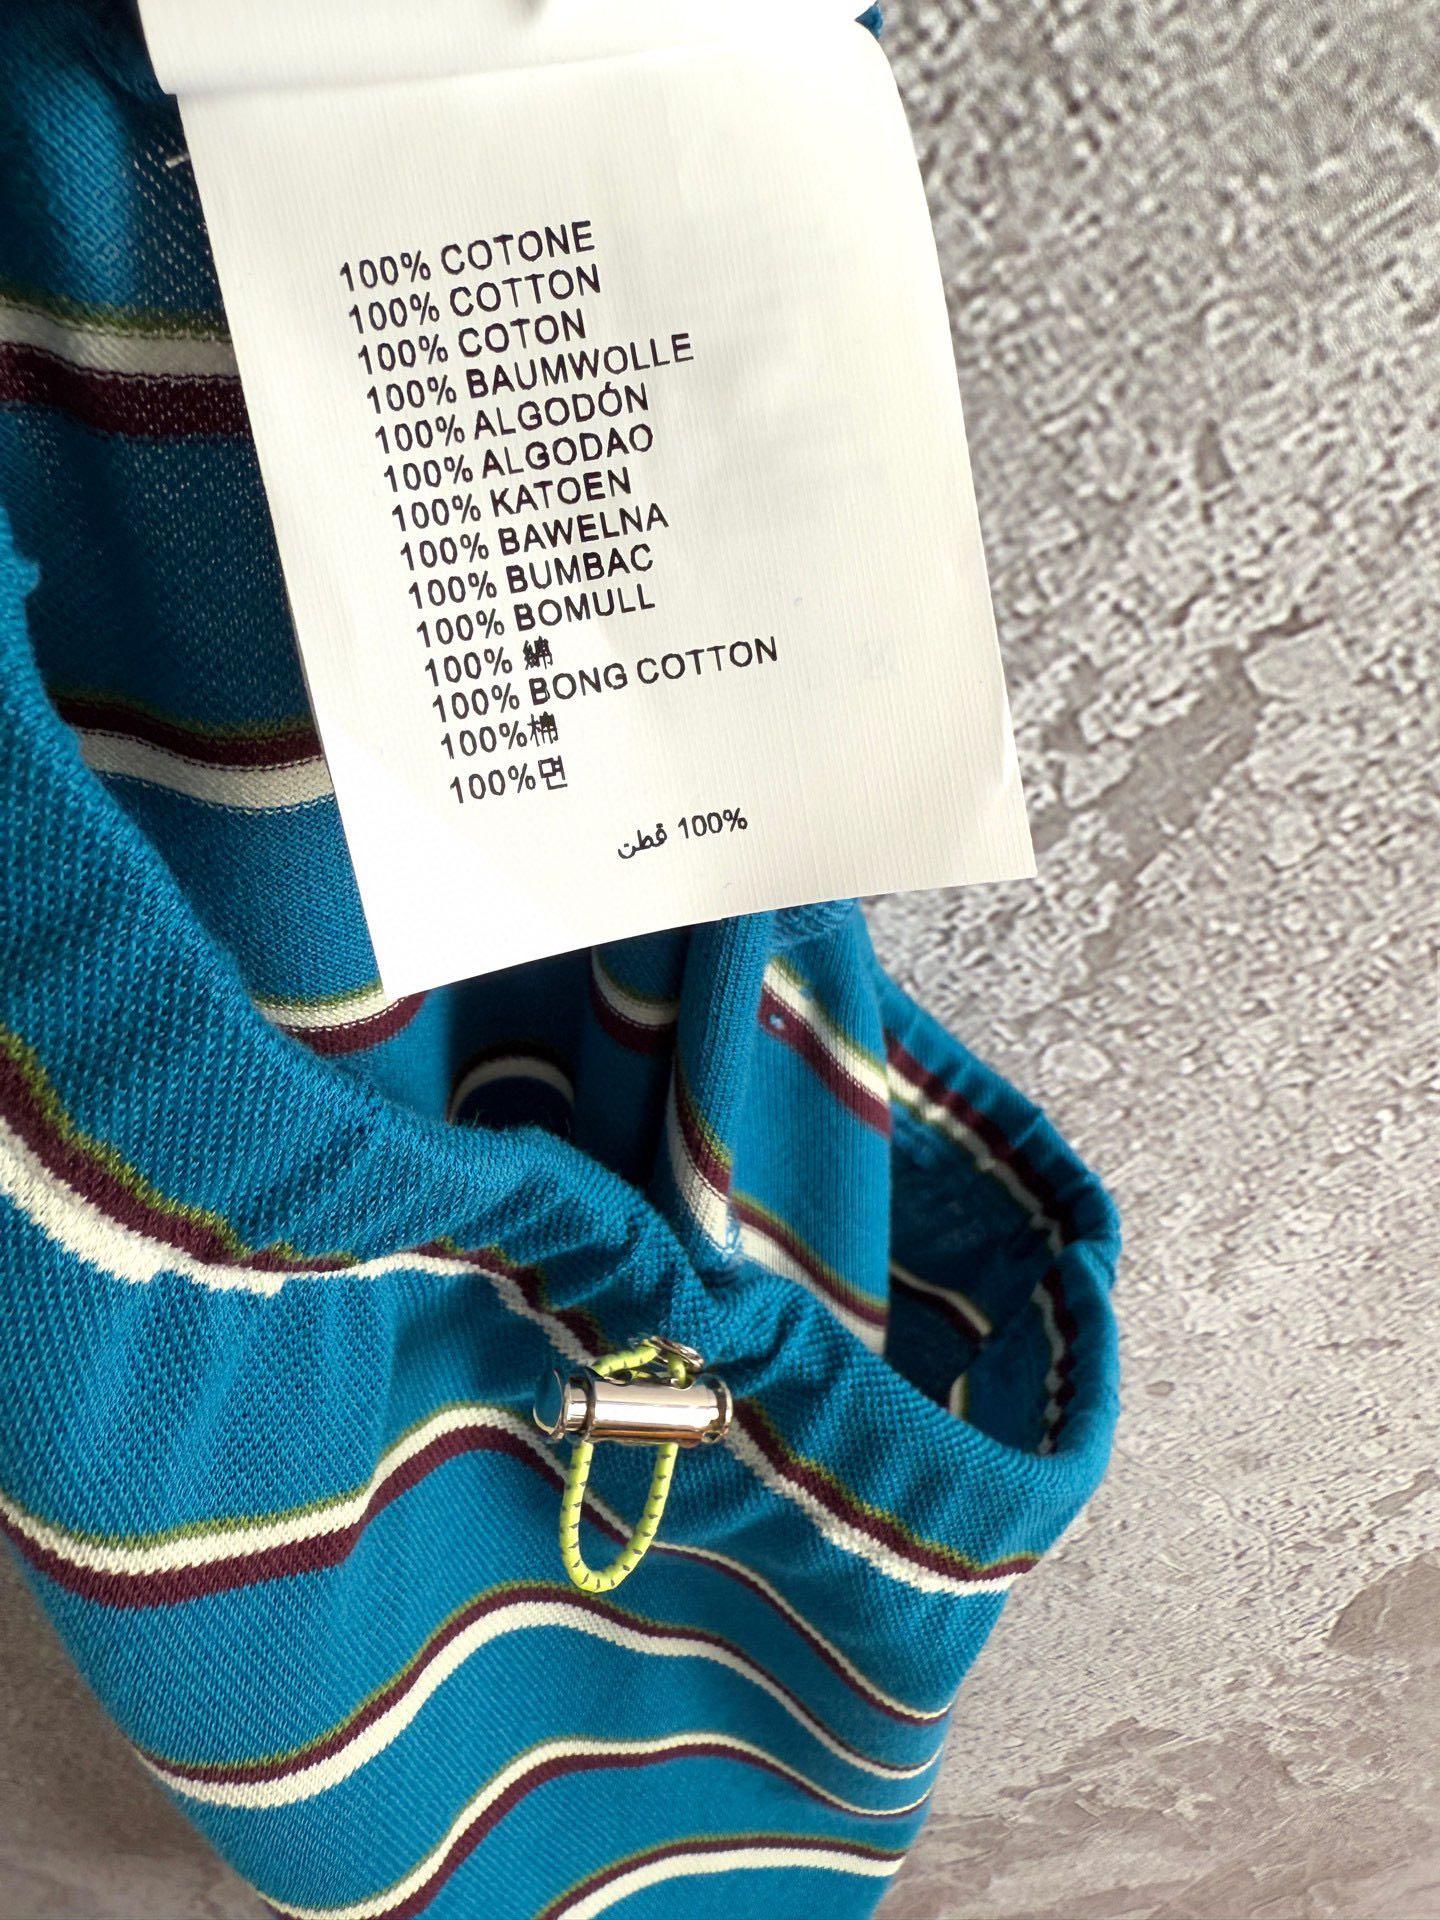 100% COTONE
100% COTTON
100% COTON
100% BAUMWOLLE
100% ALGODÓN
100% ALGODAO
100% KATOEN
100% BAWELNA
100% BUMBAC
100% BOMULL
100% 綿
100% BONG COTTON
100%棉
100%면
100% قطن